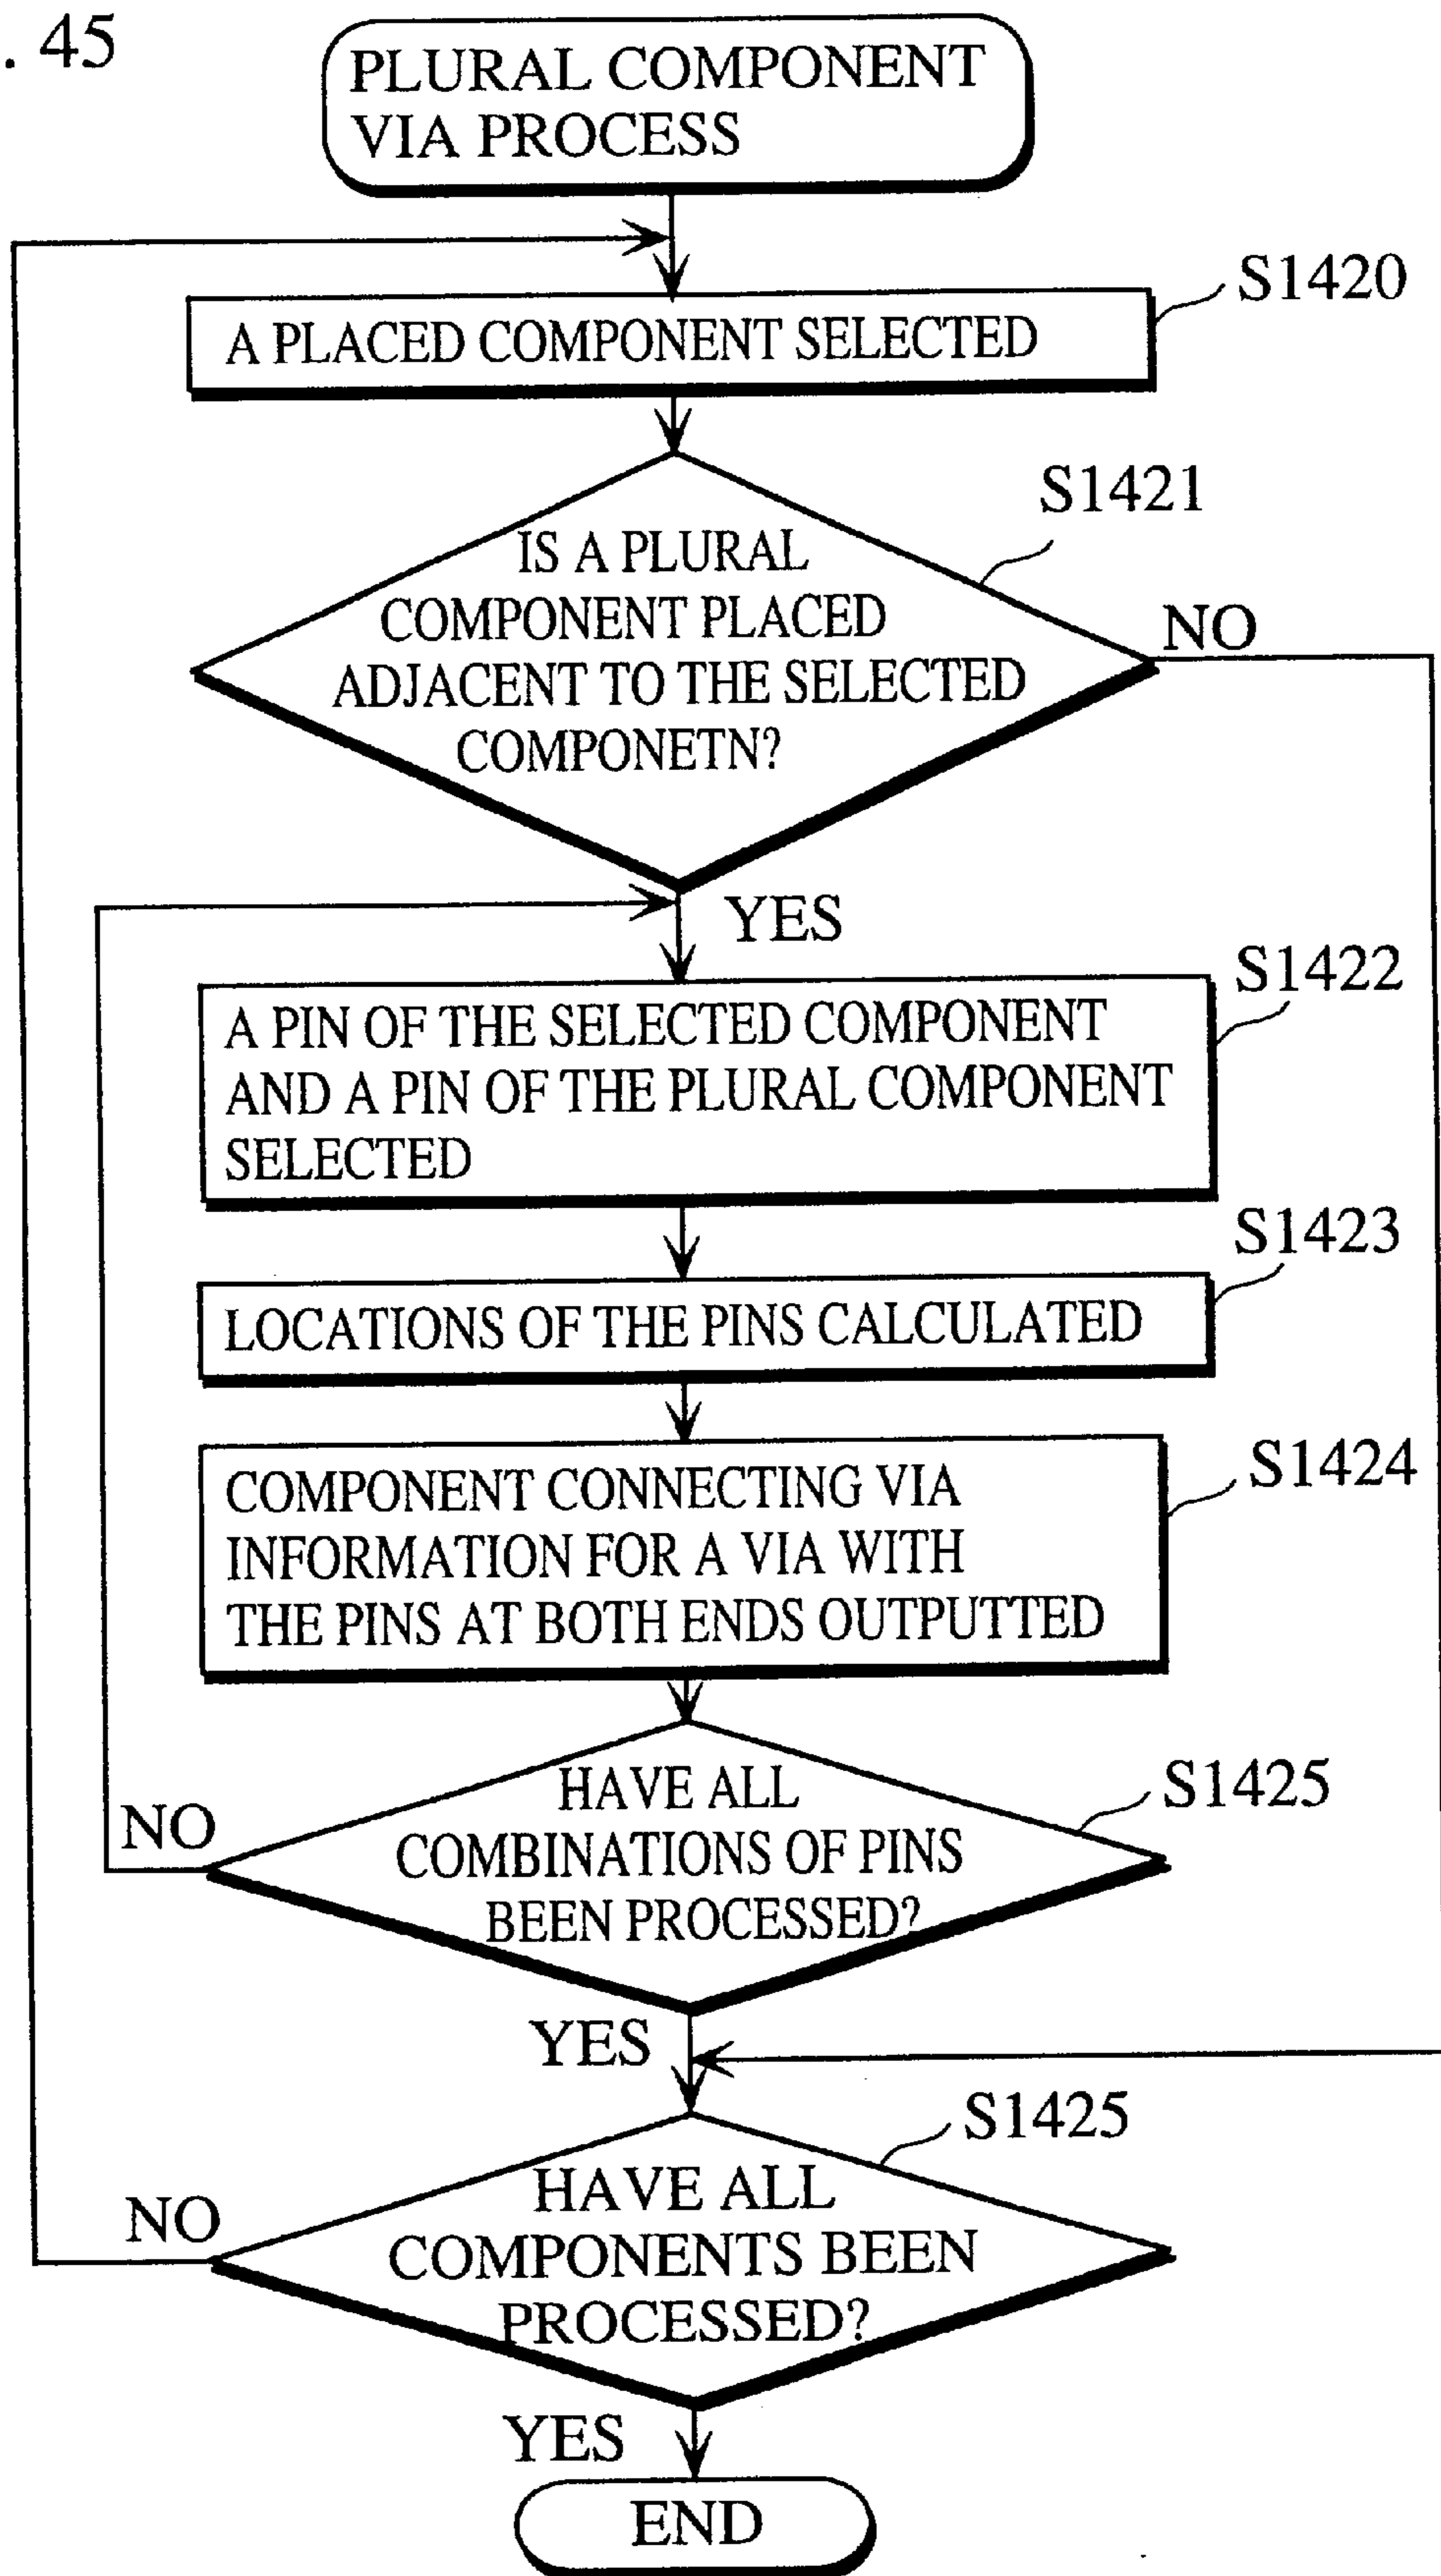 . 45
PLURAL COMPONENT
VIA PROCESS
S1420
A PLACED COMPONENT SELECTED
S1421
IS A PLURAL
COMPONENT PLACED
ADJACENT TO THE SELECTED
COMPONETN?
NO
YES
S1422
A PIN OF THE SELECTED COMPONENT
AND A PIN OF THE PLURAL COMPONENT
SELECTED
S1423
LOCATIONS OF THE PINS CALCULATED
S1424
COMPONENT CONNECTING VIA
INFORMATION FOR A VIA WITH
THE PINS AT BOTH ENDS OUTPUTTED
S1425
HAVE ALL
COMBINATIONS OF PINS
BEEN PROCESSED?
NO
YES
S1425
HAVE ALL
COMPONENTS BEEN
PROCESSED?
NO
YES
END